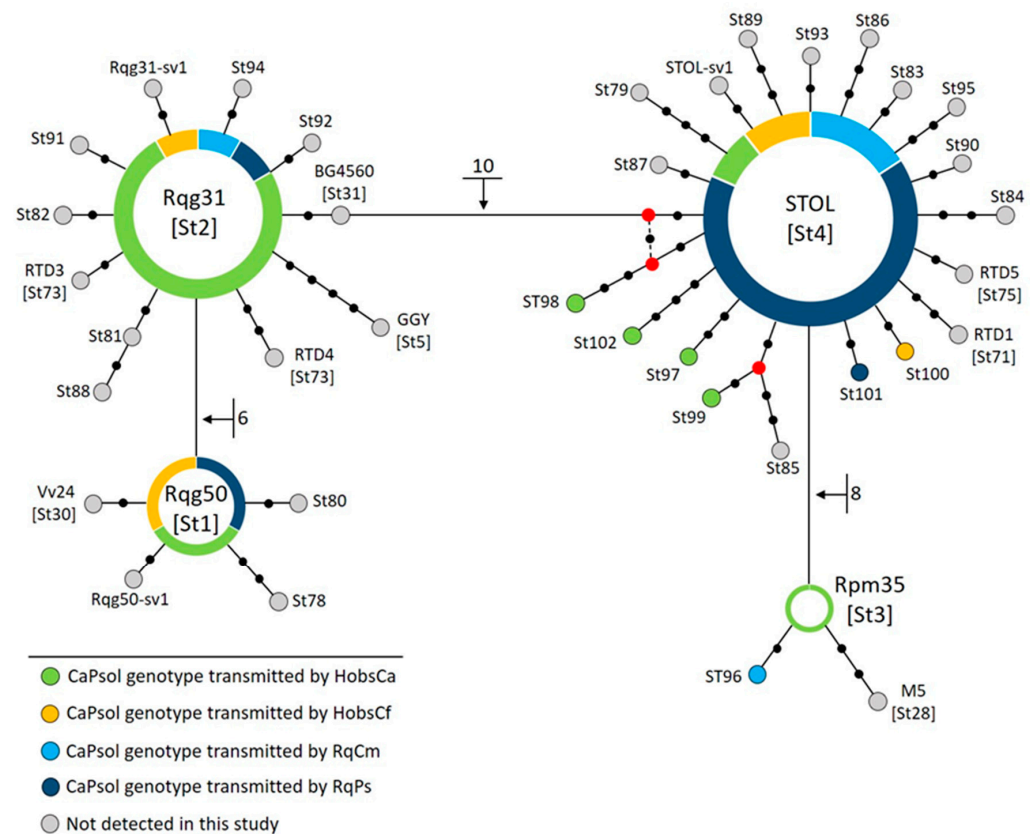 St89
St93
St86
Rqg31-sv1
St94
STOL-sv1
St83
St79
St95
St91
St92
St90
St87
BG4560
[St31]
10
Rqg31
[St2]
STOL
[St4]
St82
St84
RTD3
[St73]
RTD5
[St75]
ST98
GGY
[St5]
St81
RTD4
[St73]
St102
RTD1
[St71]
St97
St100
St88
St101
St99
6
St85
Vv24
[St30]
Rqg50
[St1]
St80
8
Rqg50-sv1
St78
Rpm35
[St3]
ST96
M5
[St28]
CaPsol genotype transmitted by HobsCa
CaPsol genotype transmitted by HobsCf
CaPsol genotype transmitted by RqCm
CaPsol genotype transmitted by RqPs
Not detected in this study